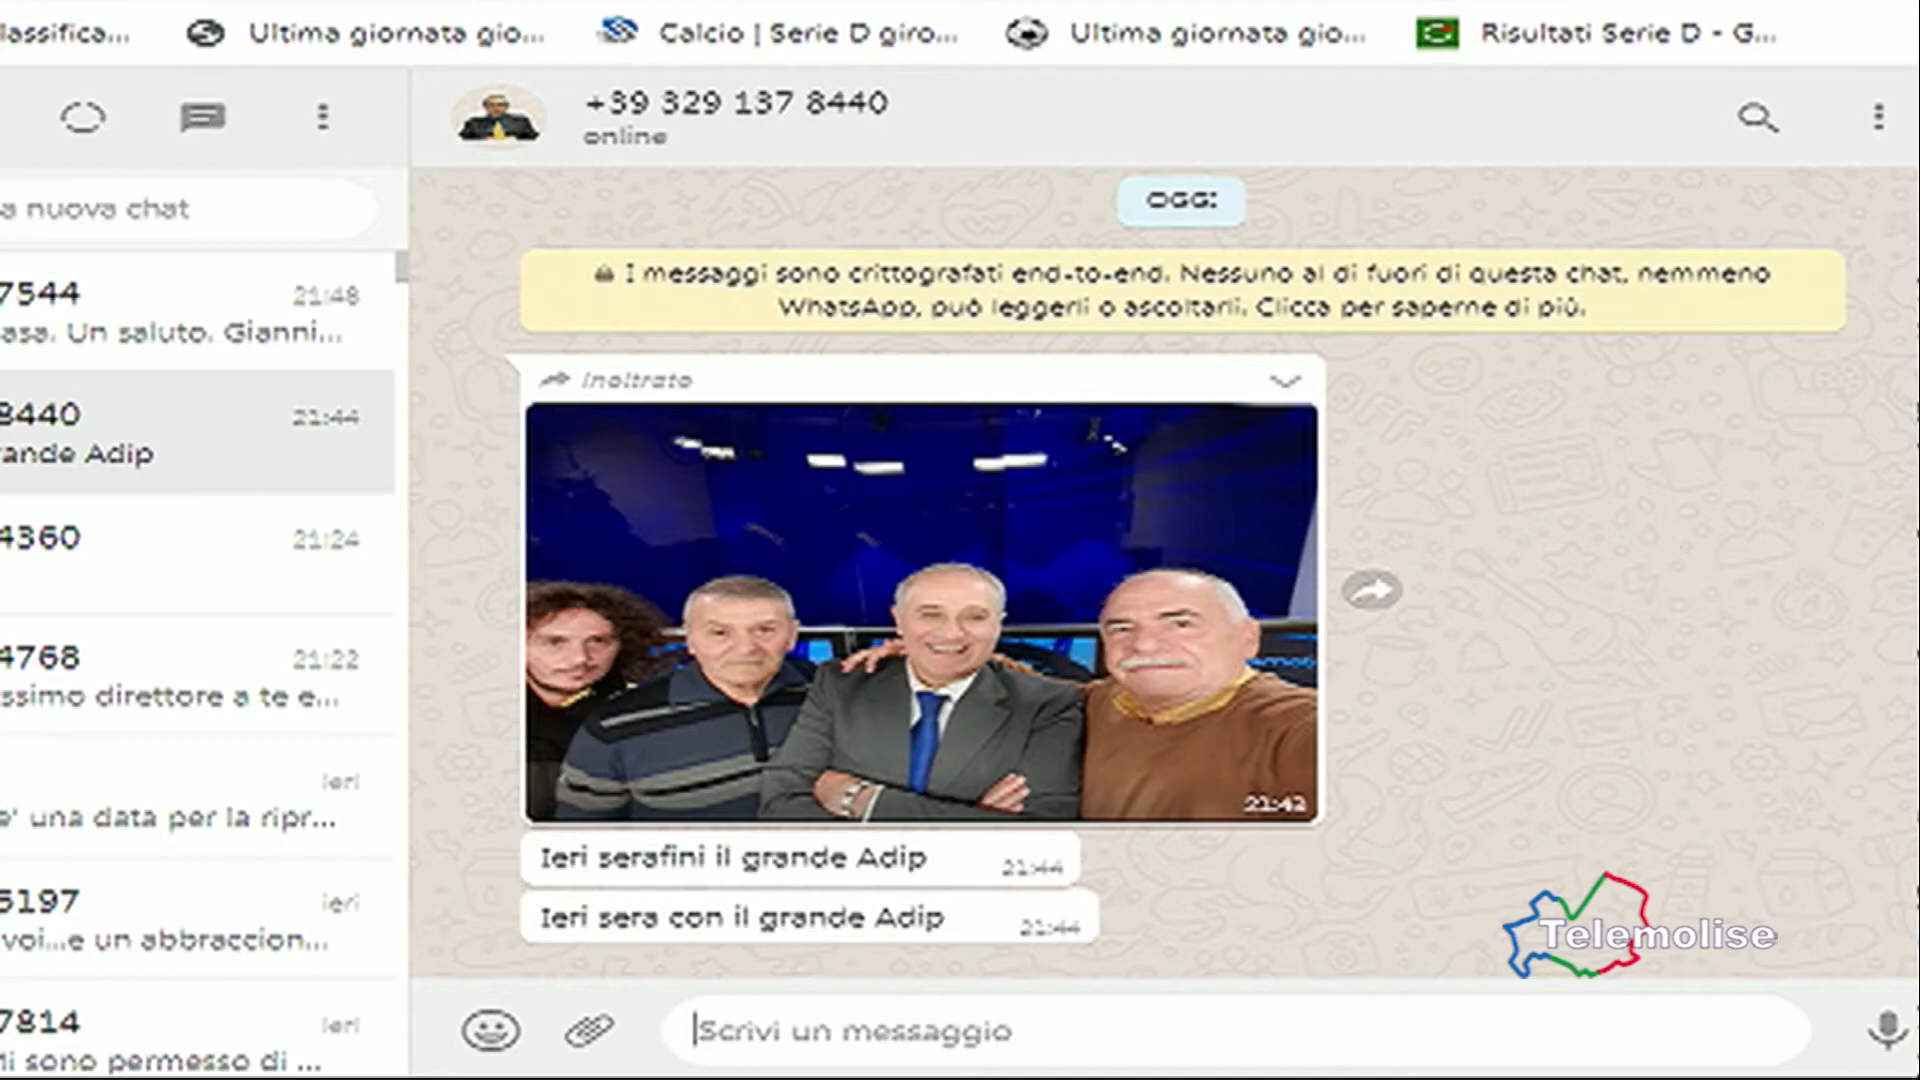 lassifica...
Ultima giornata gio...
Calcio | Serie D giro...
Ultima giornata gio...
Risultati Serie D - G...
+39 329 137 8440
online
a nuova chat
7544
21:48
asa. Un saluto. Gianni...
8440
21:44
rande Adip
4360
21:24
4768
21:22
ssimo direttore a te e...
ieri
e' una data per la ripr...
5197
ieri
voi...e un abbraccion...
7814
ieri
Mi sono permesso di ...
OGGI
I messaggi sono crittografati end-to-end. Nessuno al di fuori di questa chat, nemmeno
WhatsApp, può leggerli o ascoltarli. Clicca per saperne di più.
Inoltrato
Ieri serafini il grande Adip
21:44
Ieri sera con il grande Adip
21:44
Telemolise
Scrivi un messaggio